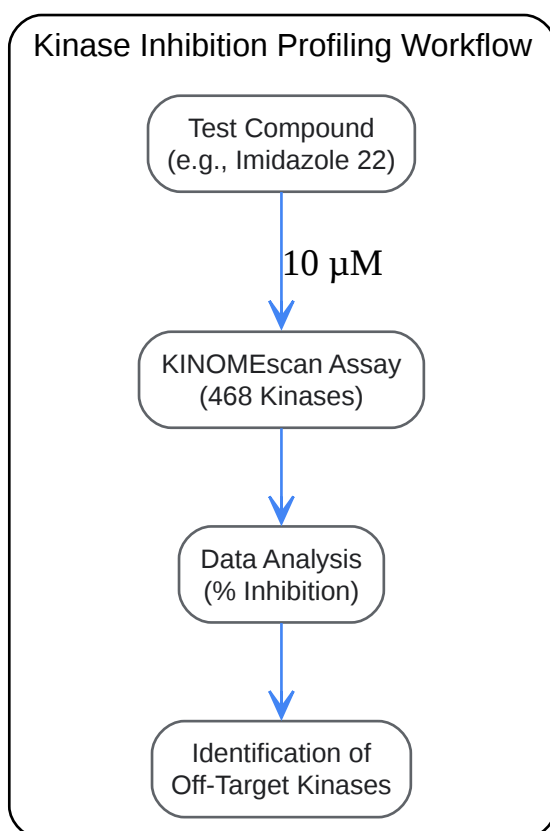 Kinase Inhibition Profiling Workflow
Test Compound
(e.g., Imidazole 22)
10 µM
KINOMEscan Assay
(468 Kinases)
Data Analysis
(% Inhibition)
Identification of
Off-Target Kinases